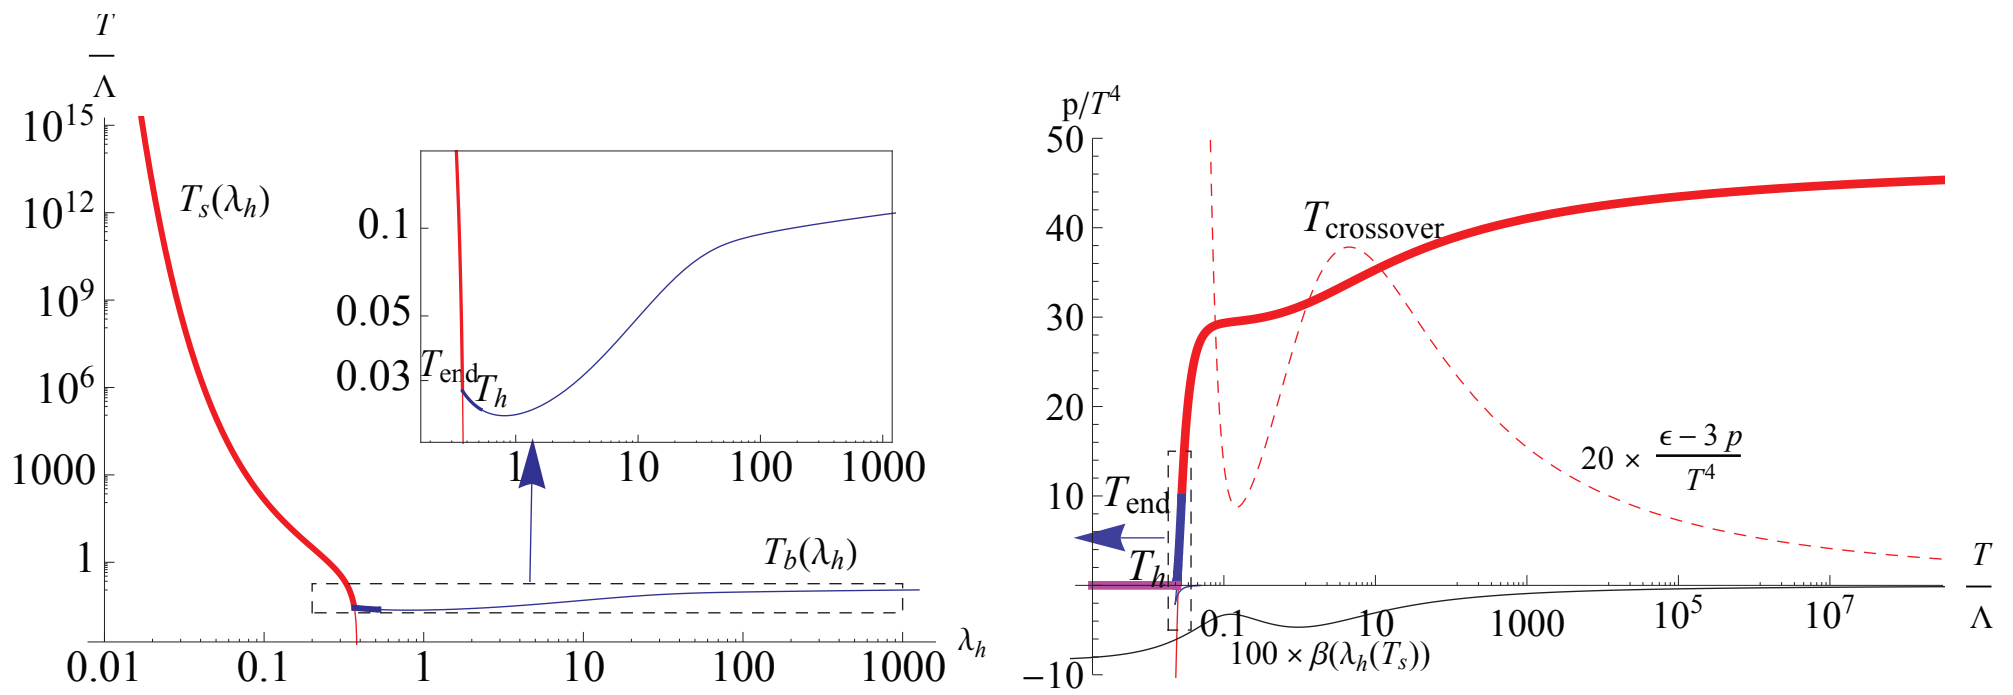 T
Λ
10^15
10^12
10^9
10^6
1000
1
0.01
0.1
1
10
100
1000
λ_h
T_s(λ_h)
T_b(λ_h)
0.1
0.05
0.03
T_end
T_h
1
10
100
1000
p/T^4
50
40
30
20
10
−10
T_crossover
20 × (ϵ − 3 p)/T^4
T_end
T_h
0.1
10
1000
10^5
10^7
T
Λ
100 × β(λ_h(T_s))